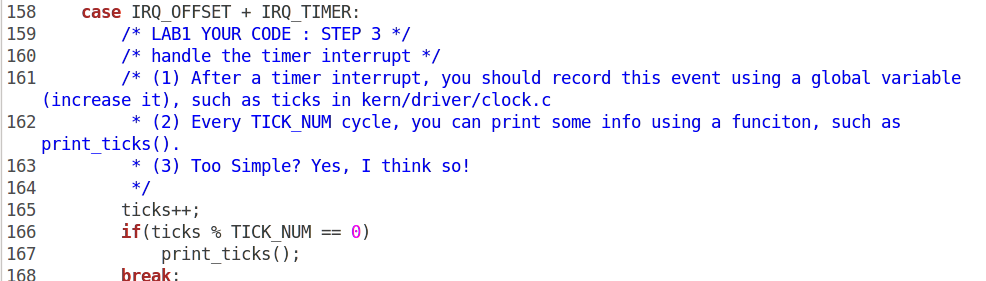 158     case IRQ_OFFSET + IRQ_TIMER:
159         /* LAB1 YOUR CODE : STEP 3 */
160         /* handle the timer interrupt */
161         /* (1) After a timer interrupt, you should record this event using a global variable
(increase it), such as ticks in kern/driver/clock.c
162          * (2) Every TICK_NUM cycle, you can print some info using a funciton, such as
print_ticks().
163          * (3) Too Simple? Yes, I think so!
164          */
165         ticks++;
166         if(ticks % TICK_NUM == 0)
167             print_ticks();
168         break;